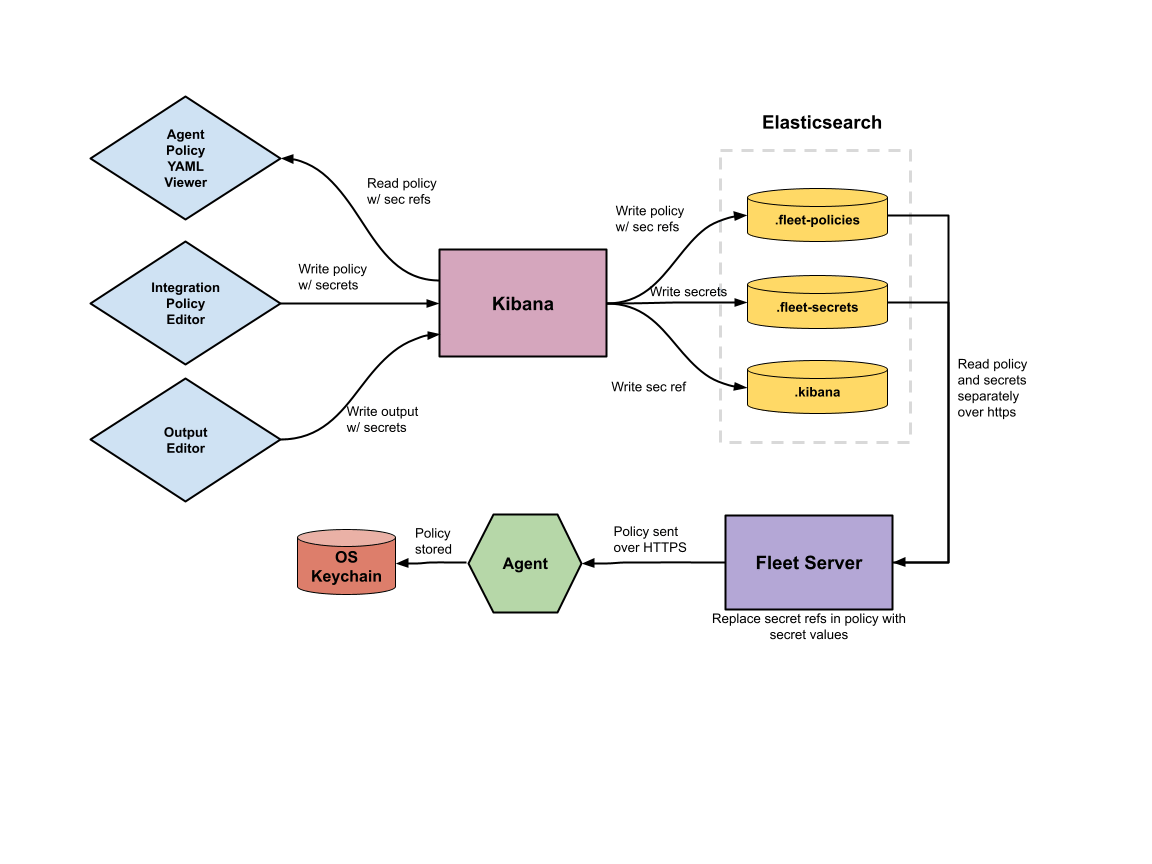 Elasticsearch
Agent
Policy
YAML
Viewer
Read policy
w/ sec refs
Write policy
w/ sec refs
.fleet-policies
Integration
Policy
Editor
Write policy
w/ secrets
Kibana
Write secrets
.fleet-secrets
Output
Editor
Write output
w/ secrets
Write sec ref
.kibana
Read policy
and secrets
separately
over https
OS
Keychain
Policy
stored
Agent
Policy sent
over HTTPS
Fleet Server
Replace secret refs in policy with
secret values